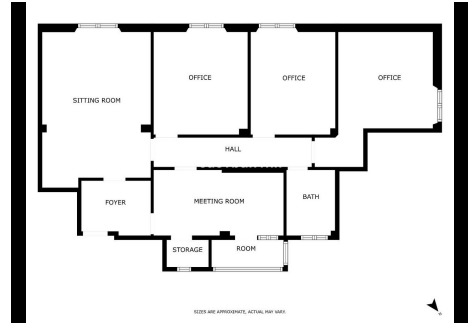 OFFICE
OFFICE
OFFICE
SITTING ROOM
HALL
BATH
MEETING ROOM
FOYER
STORAGE
ROOM
SIZES ARE APPROXIMATE, ACTUAL MAY VARY.